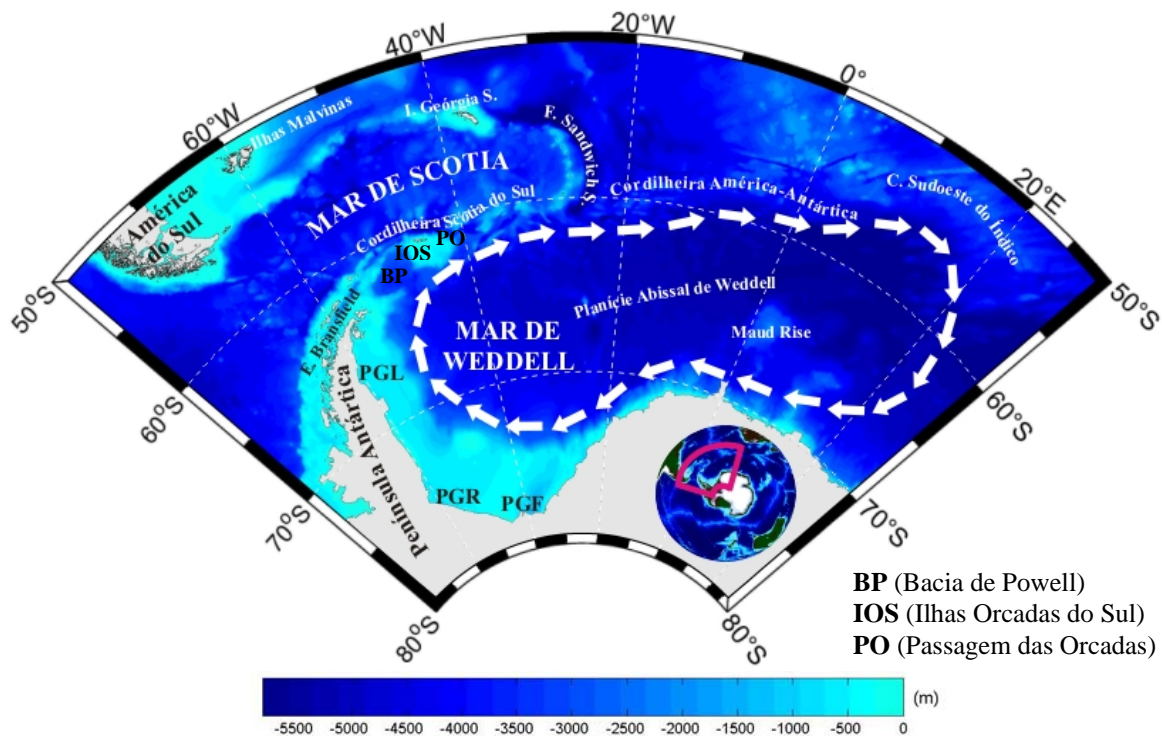 20°W
40°W
0°
60°W
20°E
Ilhas Malvinas
I. Geórgia S.
F. Sandwich S.
MAR DE SCOTIA
Cordilheira América-Antártica
C. Sudoeste do Índico
América
do Sul
Cordilheira Scotia do Sul
PO
IOS
BP
50°S
50°S
Planície Abissal de Weddell
MAR DE
WEDDELL
Maud Rise
E. Bransfield
PGL
Península Antártica
60°S
60°S
PGR
PGF
70°S
70°S
80°S
80°S
BP (Bacia de Powell)
IOS (Ilhas Orcadas do Sul)
PO (Passagem das Orcadas)
(m)
-5500 -5000 -4500 -4000 -3500 -3000 -2500 -2000 -1500 -1000 -500 0